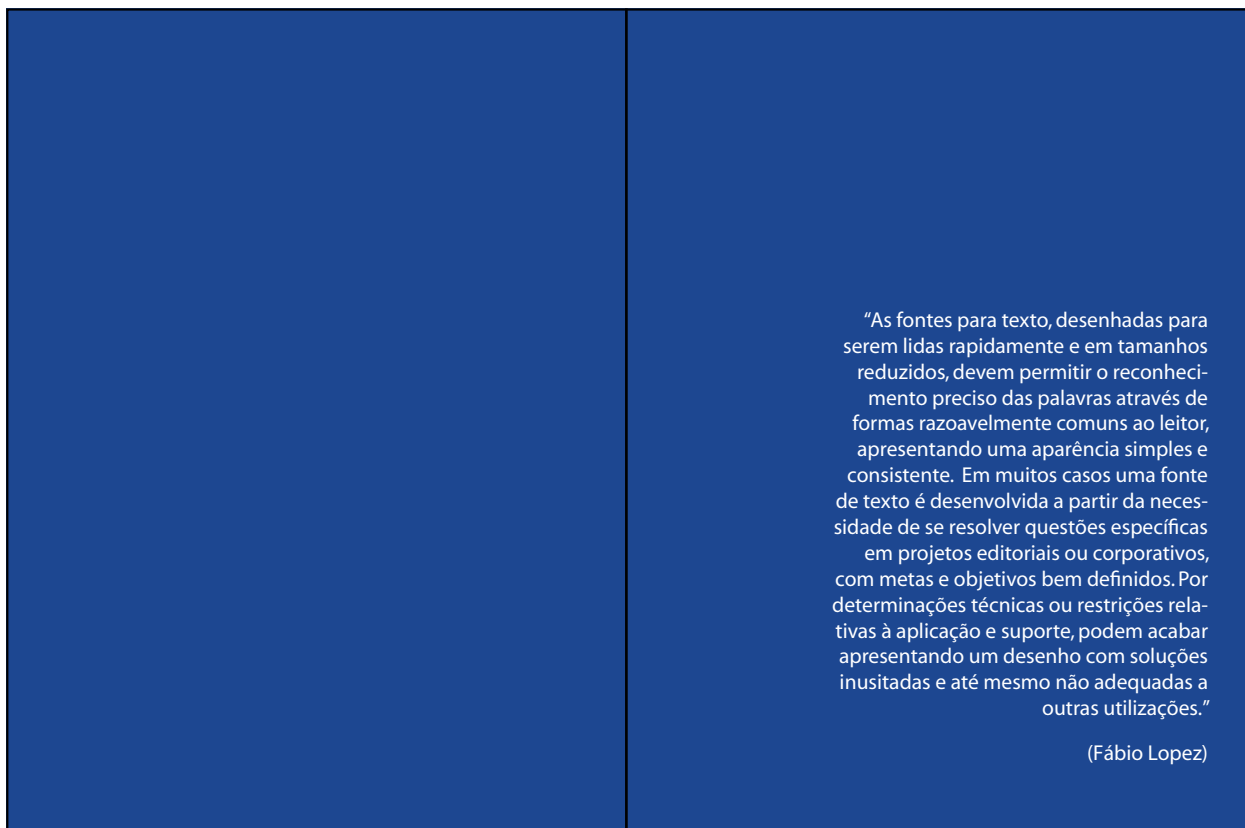 “As fontes para texto, desenhadas para
serem lidas rapidamente e em tamanhos
reduzidos, devem permitir o reconheci-
mento preciso das palavras através de
formas razoavelmente comuns ao leitor,
apresentando uma aparência simples e
consistente.  Em muitos casos uma fonte
de texto é desenvolvida a partir da neces-
sidade de se resolver questões específicas
em projetos editoriais ou corporativos,
com metas e objetivos bem definidos. Por
determinações técnicas ou restrições rela-
tivas à aplicação e suporte, podem acabar
apresentando um desenho com soluções
inusitadas e até mesmo não adequadas a
outras utilizações.”
(Fábio Lopez)